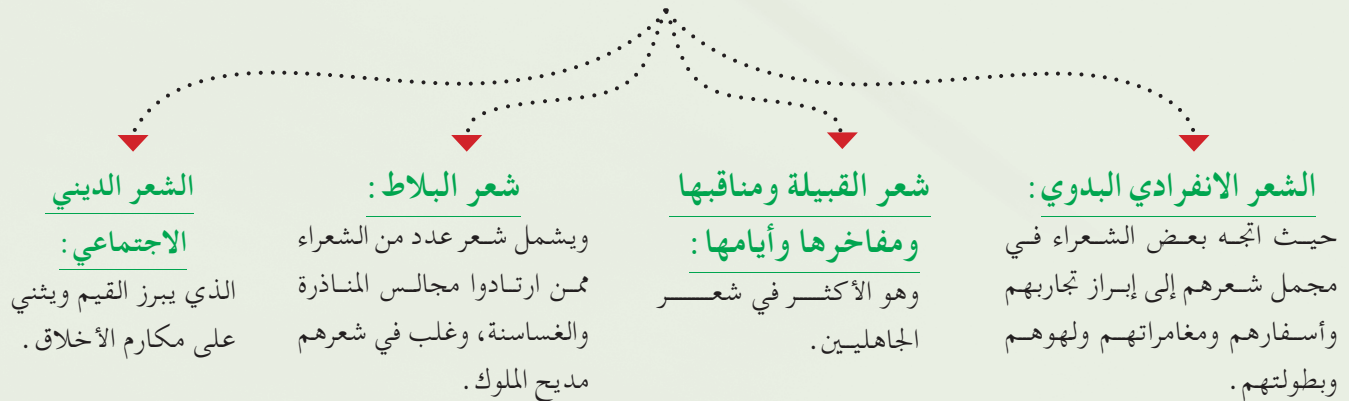 الشعر الانفرادي البدوي:
حيث اتجه بعض الشعراء في
مجمل شعرهم إلى إبراز تجاربهم
وأسفارهم ومغامراتهم ولهوهم
وبطولتهم.
شعر القبيلة ومناقبها
ومفاخرها وأيامها:
وهو الأكثر في شعر
الجاهليين.
شعر البلاط:
ويشمل شعر عدد من الشعراء
ممن ارتادوا مجالس المناذرة
والغساسنة، وغلب في شعرهم
مديح الملوك.
الشعر الديني
الاجتماعي:
الذي يبرز القيم ويثني
على مكارم الأخلاق.